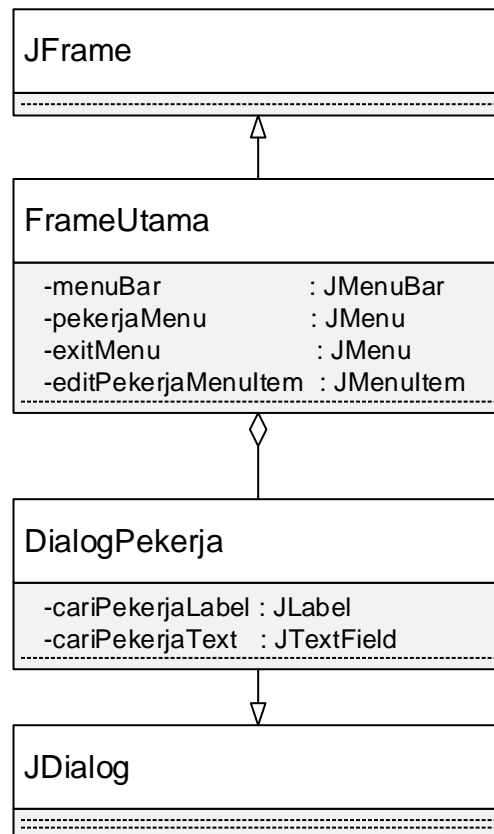 JFrame
FrameUtama
-menuBar : JMenuBar
-pekerjaMenu : JMenu
-exitMenu : JMenu
-editPekerjaMenuItem : JMenuItem
DialogPekerja
-cariPekerjaLabel : JLabel
-cariPekerjaText : JTextField
JDialog